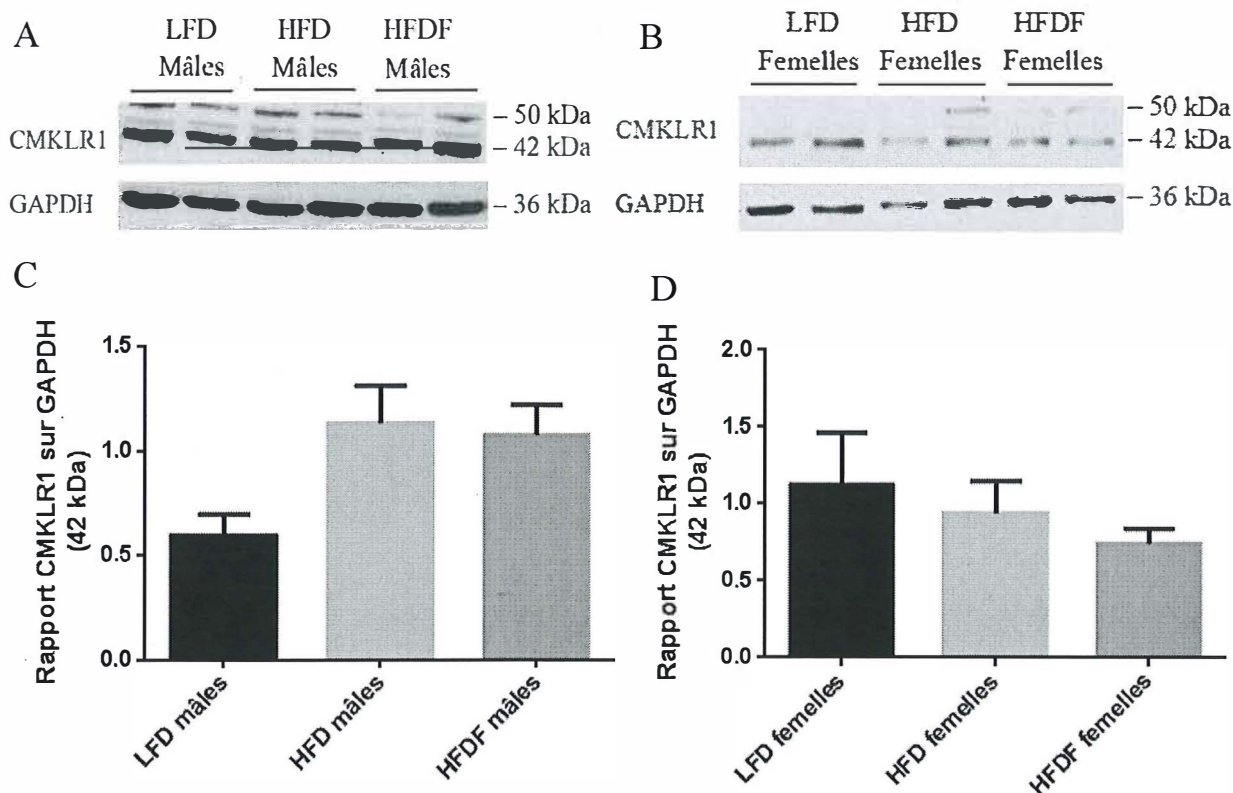 A
LFD HFD HFDF
Mâles Mâles Mâles
CMKLR1
– 50 kDa
– 42 kDa
GAPDH
– 36 kDa
B
LFD HFD HFDF
Femelles Femelles Femelles
CMKLR1
– 50 kDa
– 42 kDa
GAPDH
– 36 kDa
C
Rapport CMKLR1 sur GAPDH
(42 kDa)
1.5
1.0
0.5
0.0
LFD mâles
HFD mâles
HFDF mâles
D
Rapport CMKLR1 sur GAPDH
(42 kDa)
2.0
1.5
1.0
0.5
0.0
LFD femelles
HFD femelles
HFDF femelles